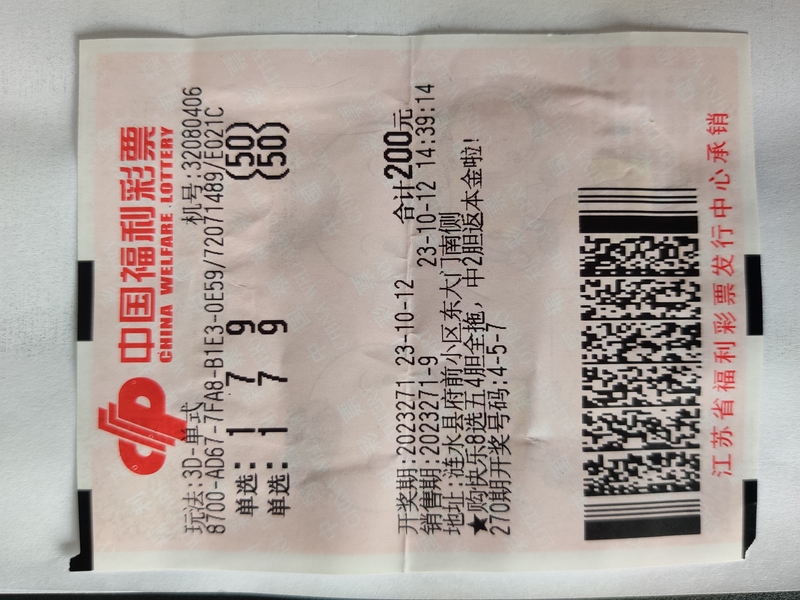 中国福利彩票
CHINA WELFARE LOTTERY
玩法:3D-单式 机号:32080406
8700-AD67-7FA8-B1E3-0E59/72071489/E021C
单选: 1 7 9 (50)
单选: 1 7 9 (50)
合计200元
开奖期:2023271 23-10-12
销售期:2023271-9 23-10-12 14:39:14
地址:涟水县府前小区东大门南侧
★购快乐8选五4胆全拖，中2胆返本金啦!
270期开奖号码:4-5-7
江苏省福利彩票发行中心承销